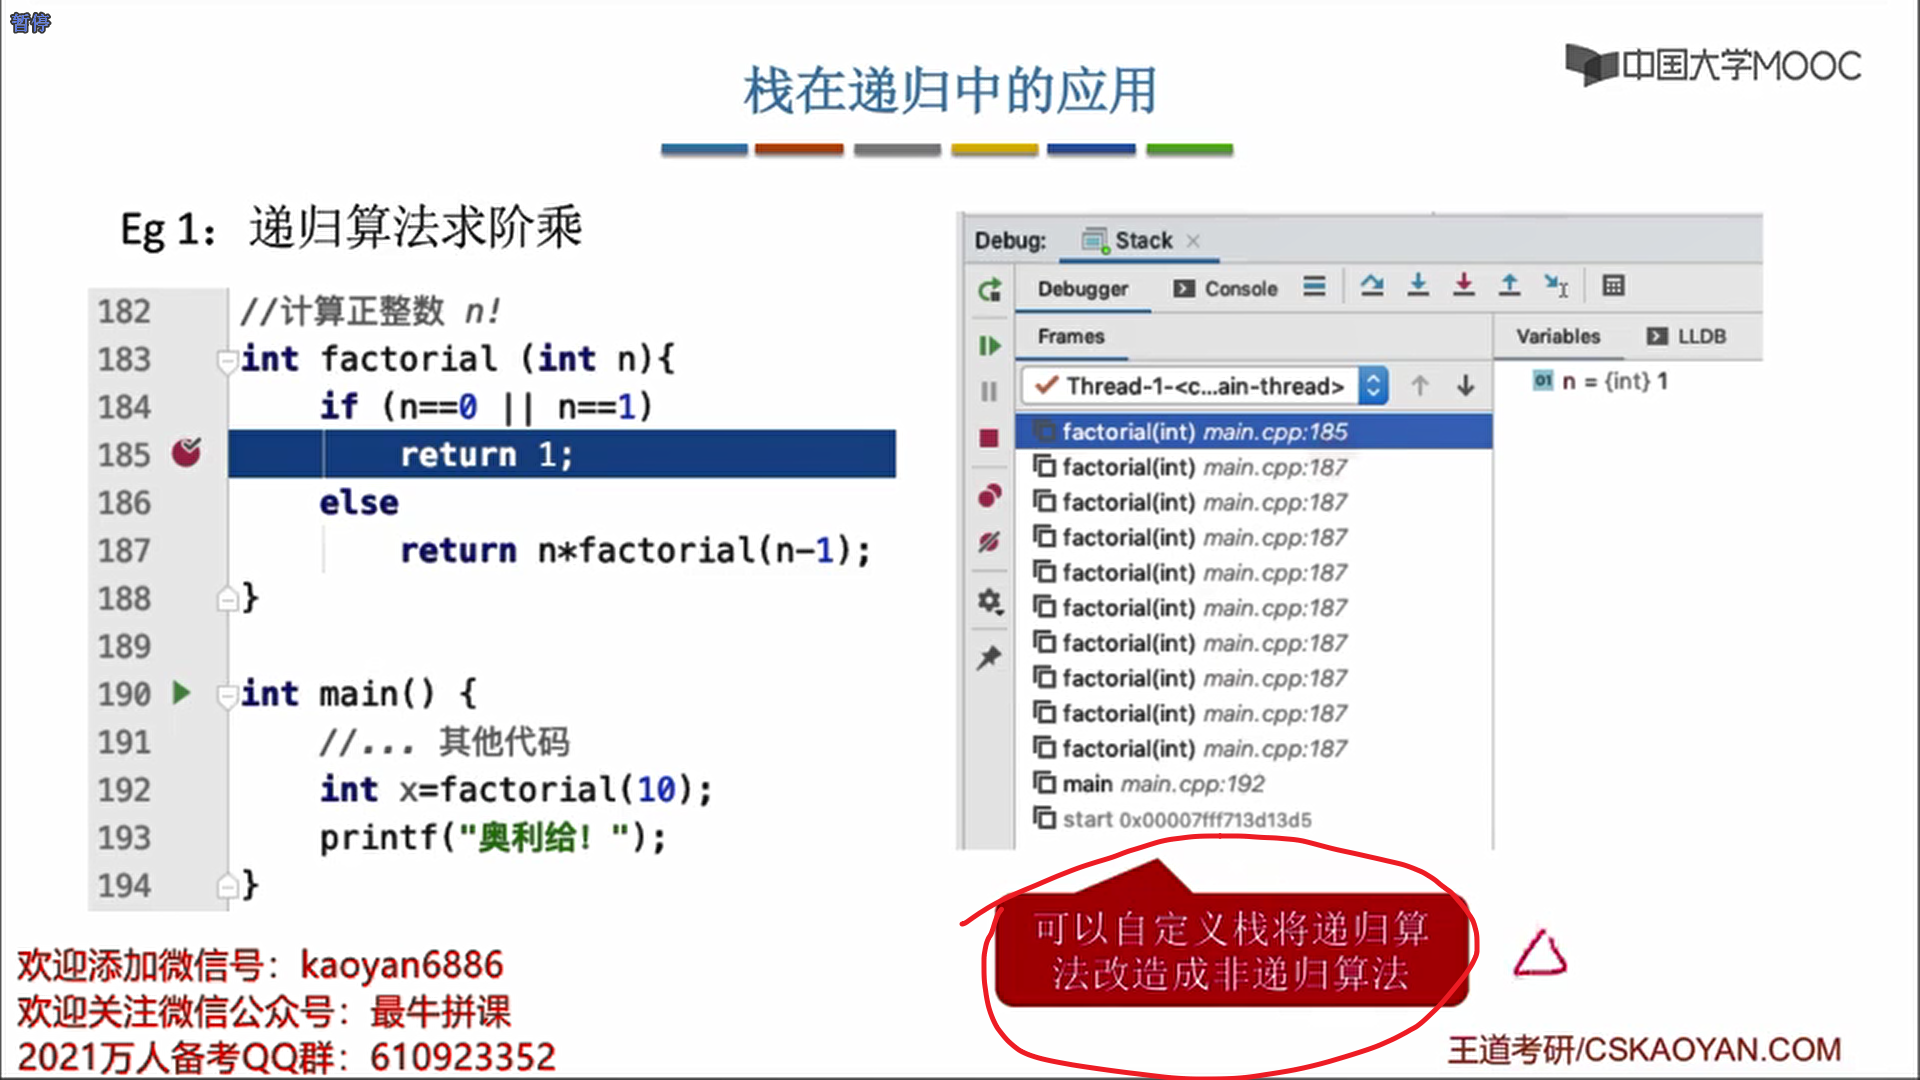 暂停
中国大学MOOC
栈在递归中的应用
Eg 1：递归算法求阶乘
182 //计算正整数 n!
183 int factorial (int n){
184 if (n==0 || n==1)
185 return 1;
186 else
187 return n*factorial(n-1);
188 }
189
190 int main() {
191 //... 其他代码
192 int x=factorial(10);
193 printf("奥利给！");
194 }
Debug: Stack ×
Debugger Console
Frames
Variables LLDB
Thread-1-<c...ain-thread>
01 n = {int} 1
factorial(int) main.cpp:185
factorial(int) main.cpp:187
factorial(int) main.cpp:187
factorial(int) main.cpp:187
factorial(int) main.cpp:187
factorial(int) main.cpp:187
factorial(int) main.cpp:187
factorial(int) main.cpp:187
factorial(int) main.cpp:187
factorial(int) main.cpp:187
main main.cpp:192
start 0x00007fff713d13d5
可以自定义栈将递归算
法改造成非递归算法
欢迎添加微信号：kaoyan6886
欢迎关注微信公众号：最牛拼课
2021万人备考QQ群：610923352
王道考研/CSKAOYAN.COM